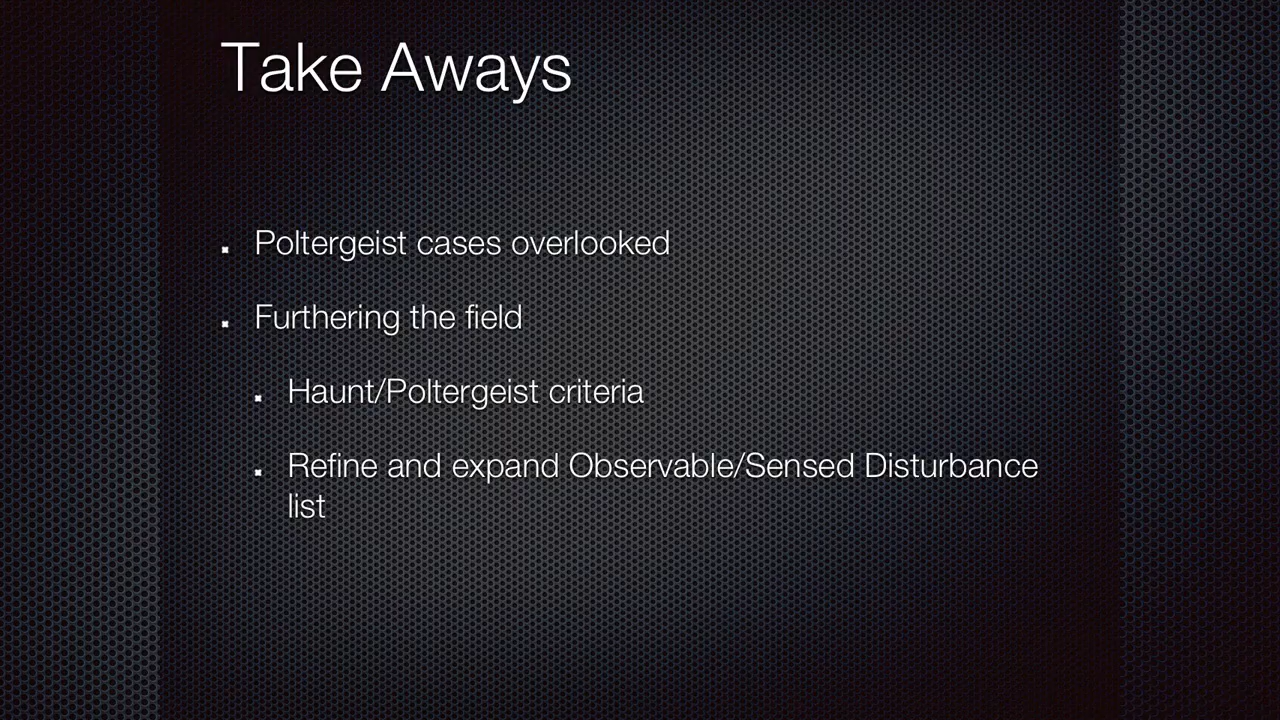 Take Aways
Poltergeist cases overlooked
Furthering the field
Haunt/Poltergeist criteria
Refine and expand Observable/Sensed Disturbance
list